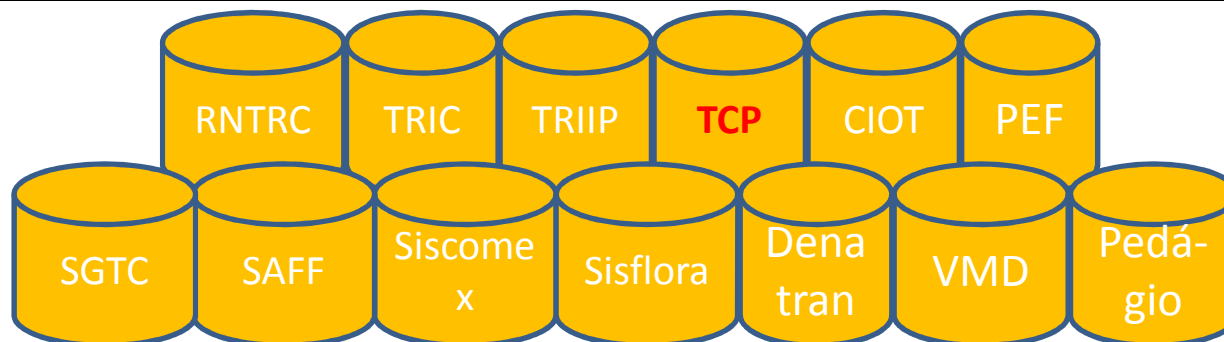 RNTRC TRIC TRIIP TCP CIOT PEF
SGTC SAFF Siscome
x Sisflora Dena
tran VMD Pedá-
gio